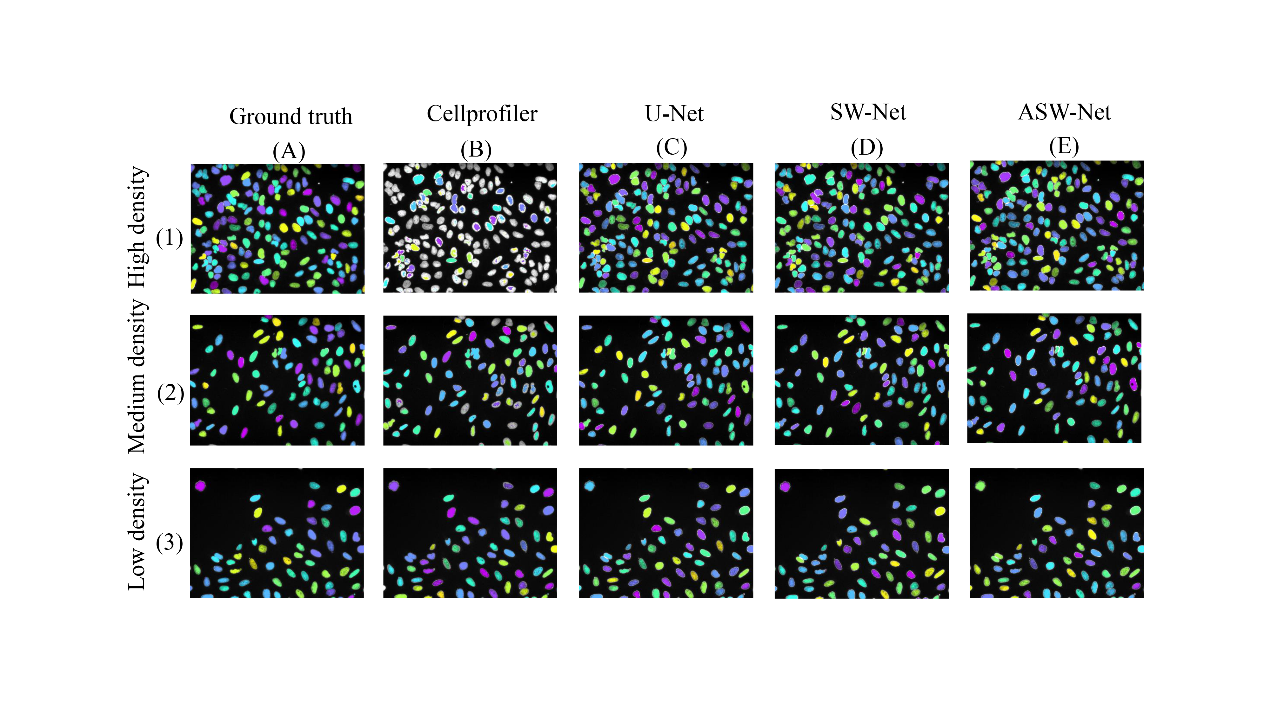 Ground truth Cellprofiler U-Net SW-Net ASW-Net
(A) (B) (C) (D) (E)
High density (1)
Medium density (2)
Low density (3)